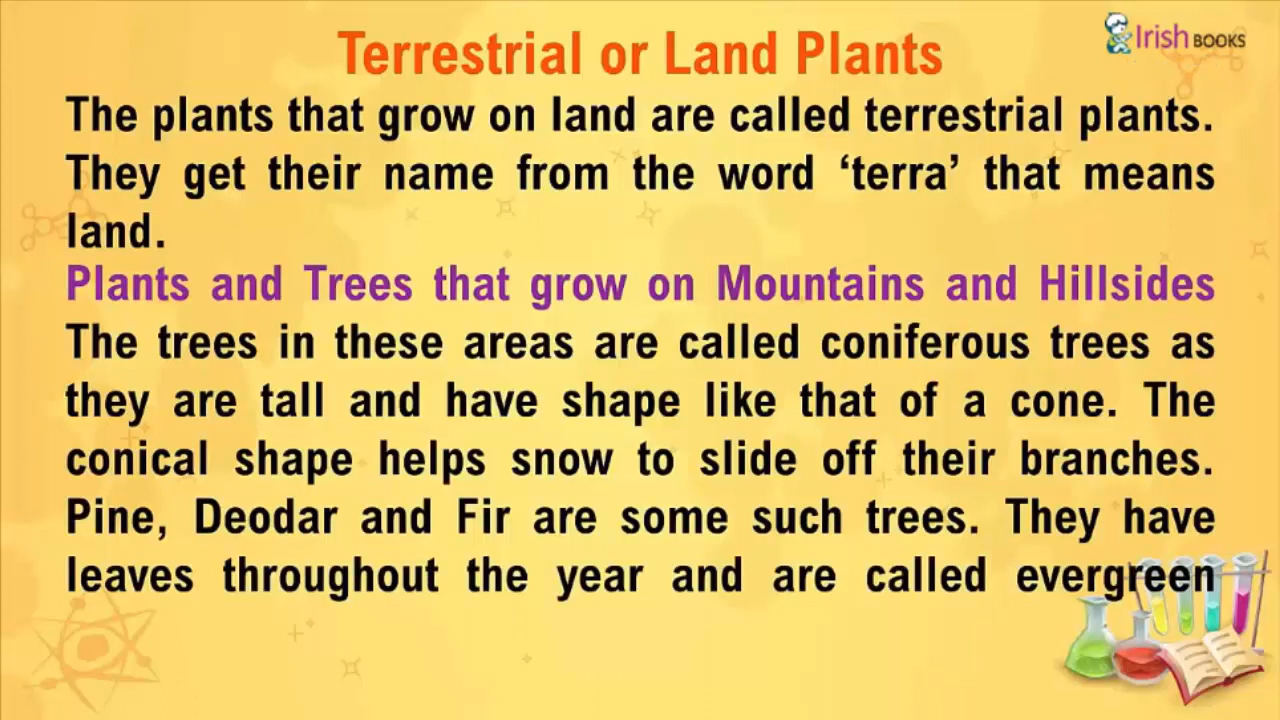 Irish BOOKS
Terrestrial or Land Plants
The plants that grow on land are called terrestrial plants.
They get their name from the word ‘terra’ that means
land.
Plants and Trees that grow on Mountains and Hillsides
The trees in these areas are called coniferous trees as
they are tall and have shape like that of a cone. The
conical shape helps snow to slide off their branches.
Pine, Deodar and Fir are some such trees. They have
leaves throughout the year and are called evergreen